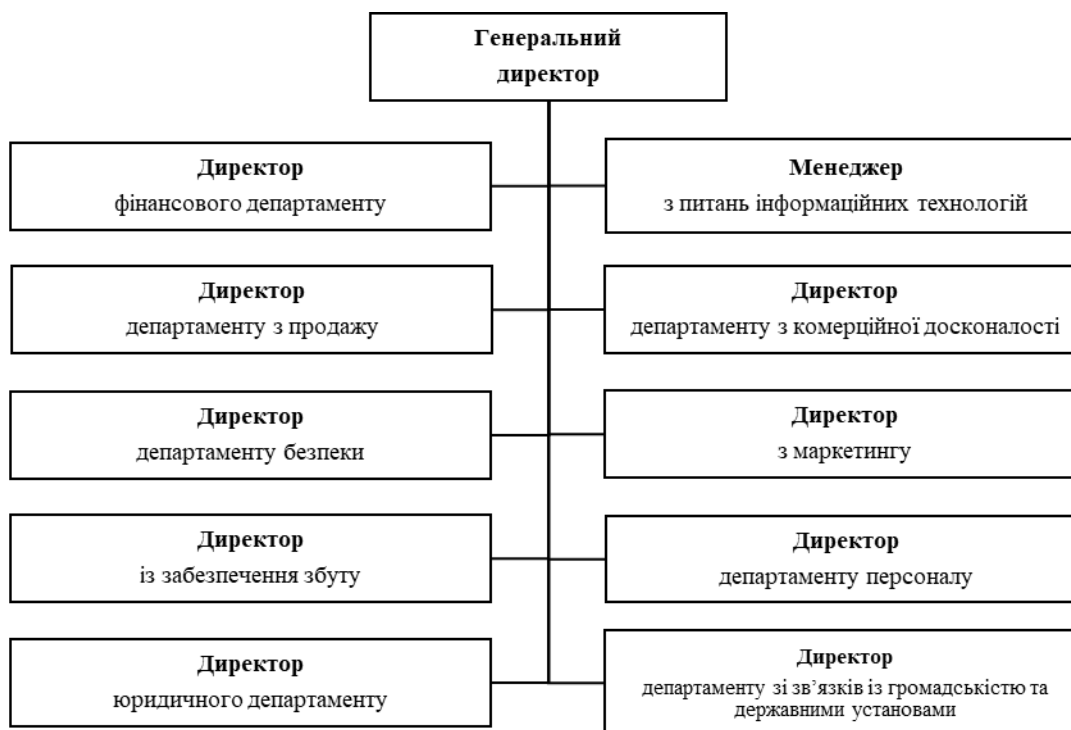 Генеральний
директор
Директор
фінансового департаменту
Менеджер
з питань інформаційних технологій
Директор
департаменту з продажу
Директор
департаменту з комерційної досконалості
Директор
департаменту безпеки
Директор
з маркетингу
Директор
із забезпечення збуту
Директор
департаменту персоналу
Директор
юридичного департаменту
Директор
департаменту зі зв’язків із громадськістю та
державними установами